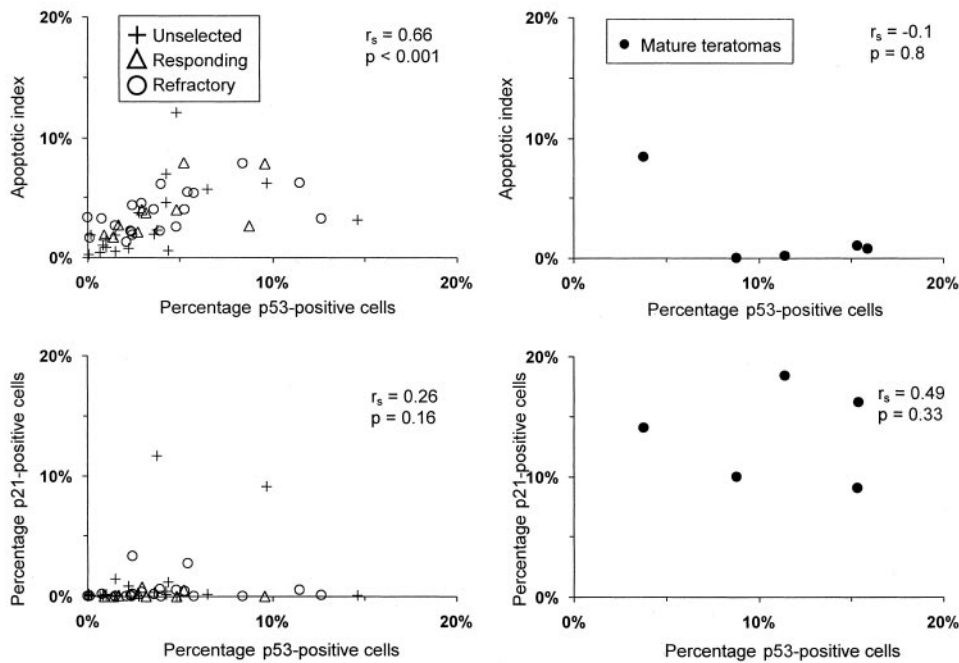 20%
10%
0%
Apoptotic index
+ Unselected
△ Responding
○ Refractory
rs = 0.66
p < 0.001
0% 10% 20%
Percentage p53-positive cells
20%
10%
0%
Apoptotic index
● Mature teratomas
rs = -0.1
p = 0.8
0% 10% 20%
Percentage p53-positive cells
20%
10%
0%
Percentage p21-positive cells
rs = 0.26
p = 0.16
0% 10% 20%
Percentage p53-positive cells
20%
10%
0%
Percentage p21-positive cells
rs = 0.49
p = 0.33
0% 10% 20%
Percentage p53-positive cells